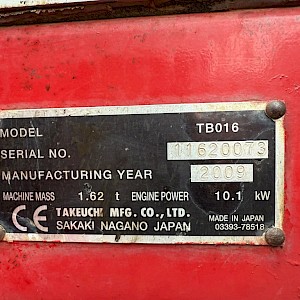 MODEL TB016
SERIAL NO. 11620073
MANUFACTURING YEAR 2009
MACHINE MASS 1.62 t ENGINE POWER 10.1 kW
CE TAKEUCHI MFG. CO., LTD. MADE IN JAPAN
SAKAKI NAGANO JAPAN 03393-78518